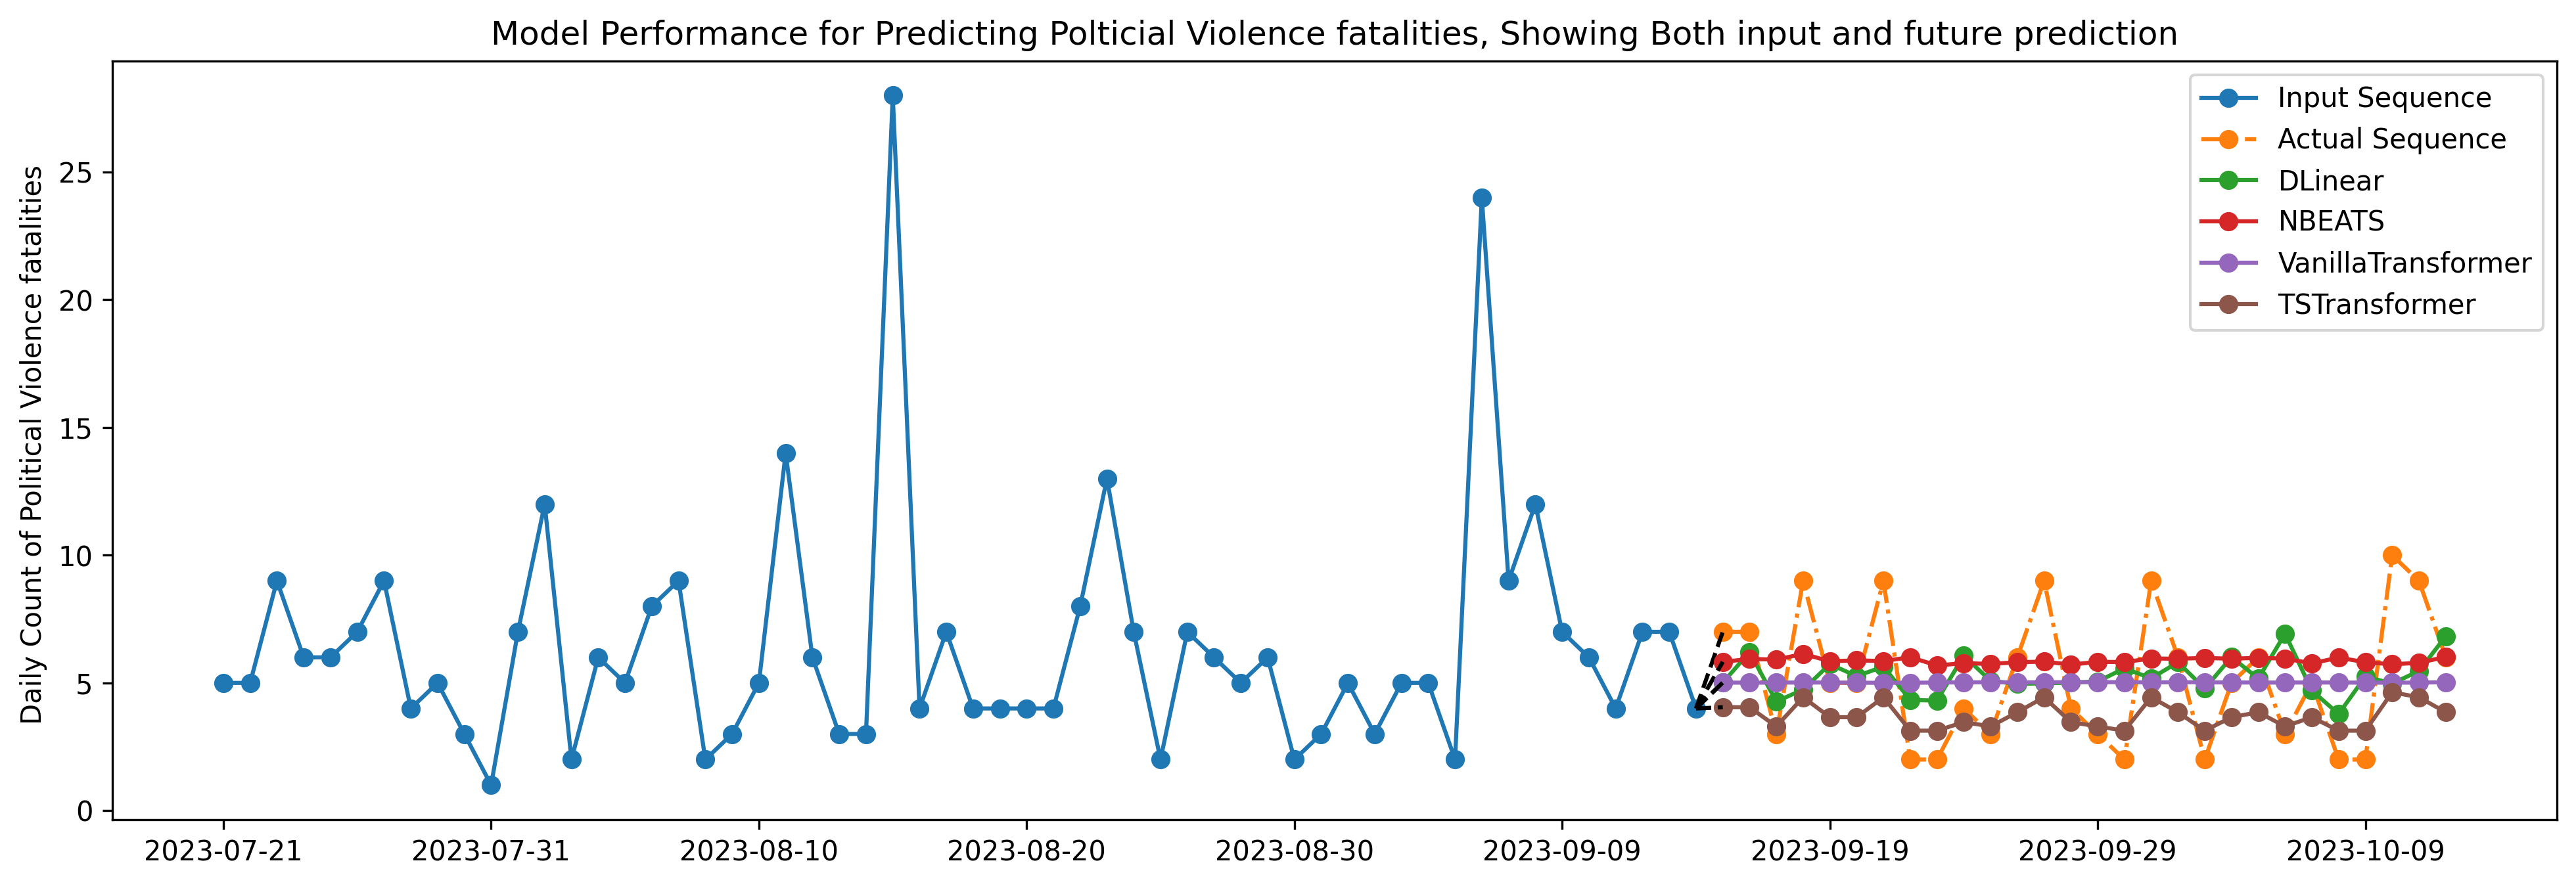 Model Performance for Predicting Polticial Violence fatalities, Showing Both input and future prediction
Daily Count of Political Violence fatalities
25
20
15
10
5
0
2023-07-21
2023-07-31
2023-08-10
2023-08-20
2023-08-30
2023-09-09
2023-09-19
2023-09-29
2023-10-09
Input Sequence
Actual Sequence
DLinear
NBEATS
VanillaTransformer
TSTransformer